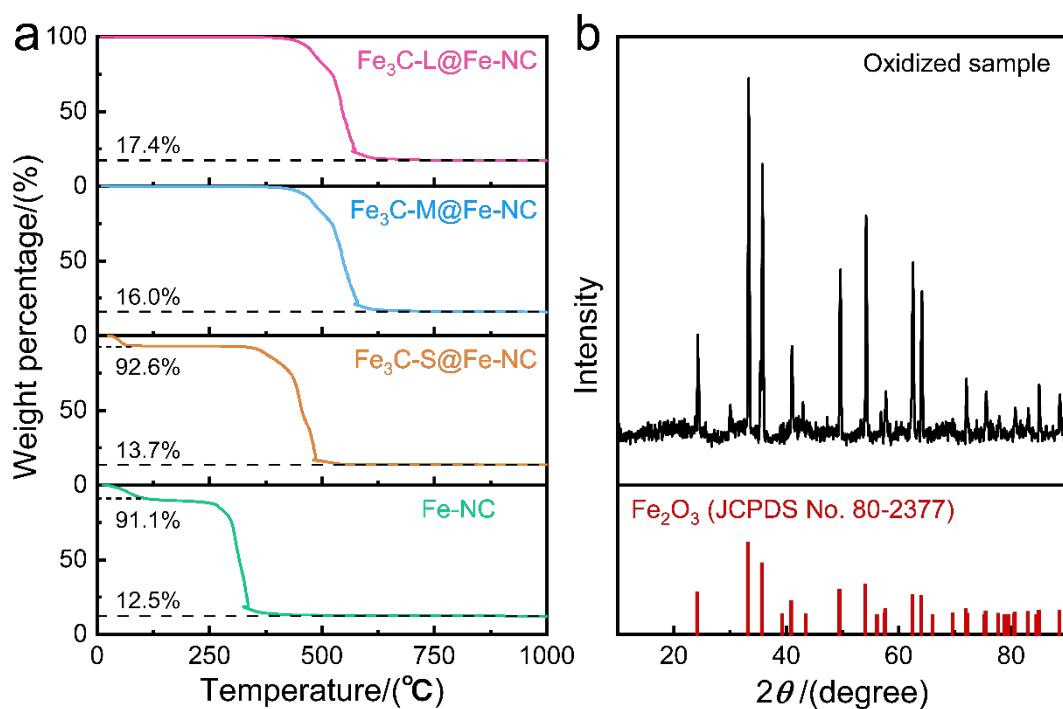 a
100
Fe₃C-L@Fe-NC
50
17.4%
0
Fe₃C-M@Fe-NC
50
16.0%
0
Fe₃C-S@Fe-NC
92.6%
50
13.7%
0
Fe-NC
91.1%
50
12.5%
0
0 250 500 750 1000
Weight percentage/(%)
Temperature/(℃)
b
Oxidized sample
Intensity
Fe₂O₃ (JCPDS No. 80-2377)
20 40 60 80
2θ /(degree)